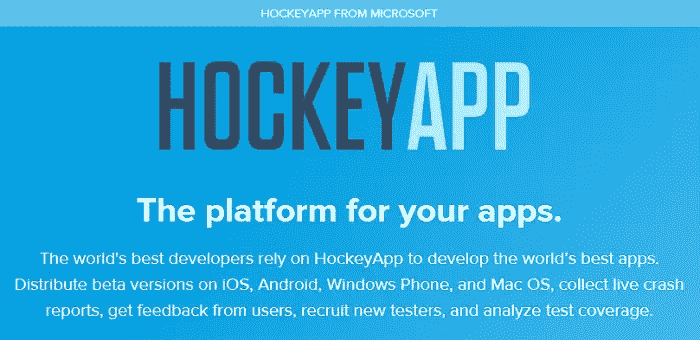 HOCKEYAPP FROM MICROSOFT
HOCKEYAPP
The platform for your apps.
The world's best developers rely on HockeyApp to develop the world's best apps.
Distribute beta versions on iOS, Android, Windows Phone, and Mac OS, collect live crash
reports, get feedback from users, recruit new testers, and analyze test coverage.